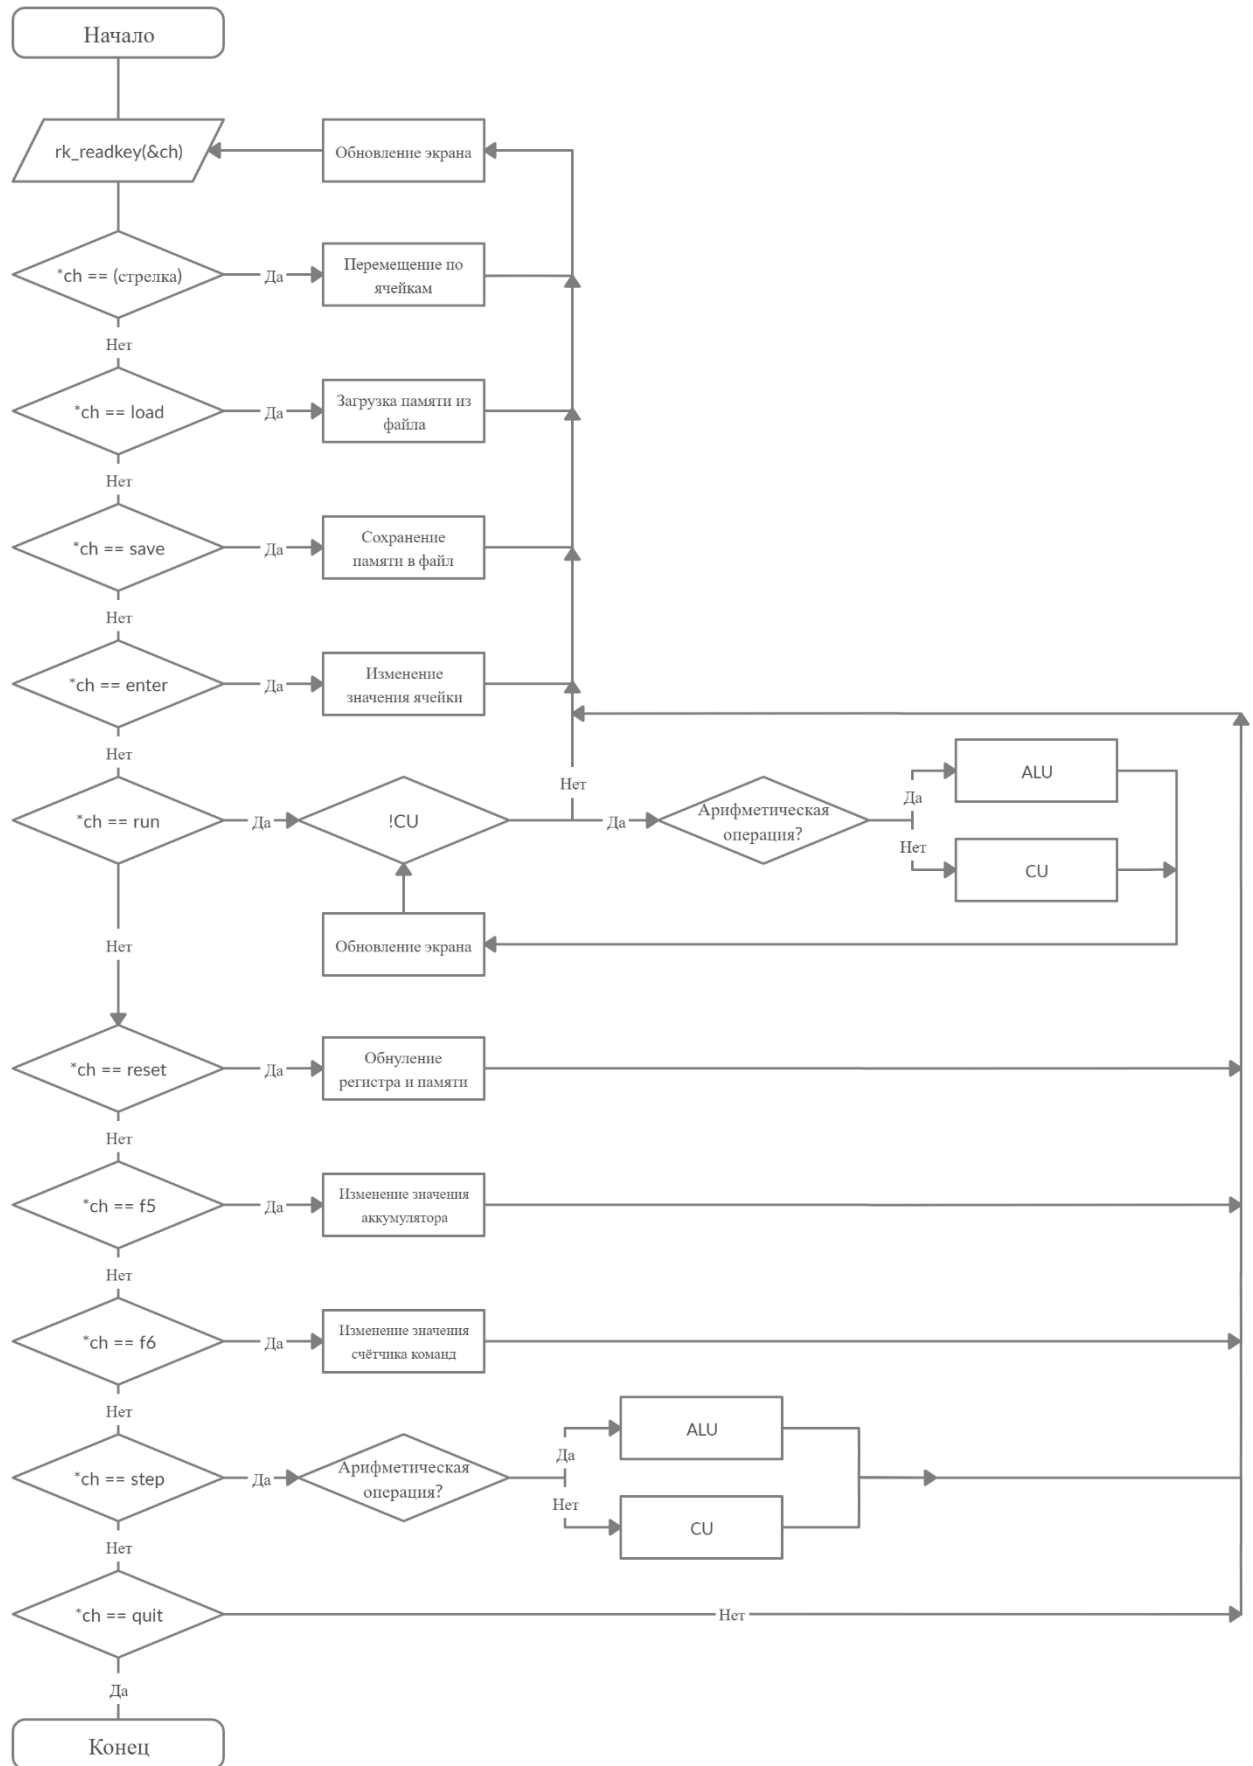 Начало
rk_readkey(&ch)
Обновление экрана
*ch == (стрелка)
Да
Перемещение по
ячейкам
Нет
*ch == load
Да
Загрузка памяти из
файла
Нет
*ch == save
Да
Сохранение
памяти в файл
Нет
*ch == enter
Да
Изменение
значения ячейки
Нет
*ch == run
Да
!CU
Нет
Да
Арифметическая
операция?
Да
ALU
Нет
CU
Обновление экрана
Нет
*ch == reset
Да
Обнуление
регистра и памяти
Нет
*ch == f5
Да
Изменение значения
аккумулятора
Нет
*ch == f6
Да
Изменение значения
счётчика команд
Нет
*ch == step
Да
Арифметическая
операция?
Да
ALU
Нет
CU
Нет
*ch == quit
Нет
Да
Конец